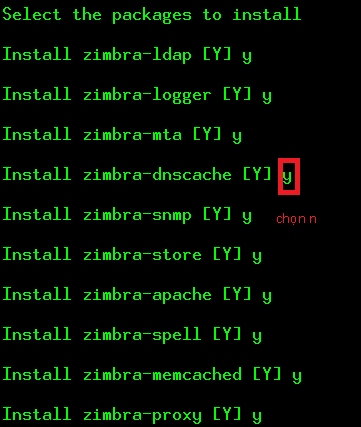 Select the packages to install
Install zimbra-ldap [Y] y
Install zimbra-logger [Y] y
Install zimbra-mta [Y] y
Install zimbra-dnscache [Y] y
Install zimbra-snmp [Y] y
chọn n
Install zimbra-store [Y] y
Install zimbra-apache [Y] y
Install zimbra-spell [Y] y
Install zimbra-memcached [Y] y
Install zimbra-proxy [Y] y